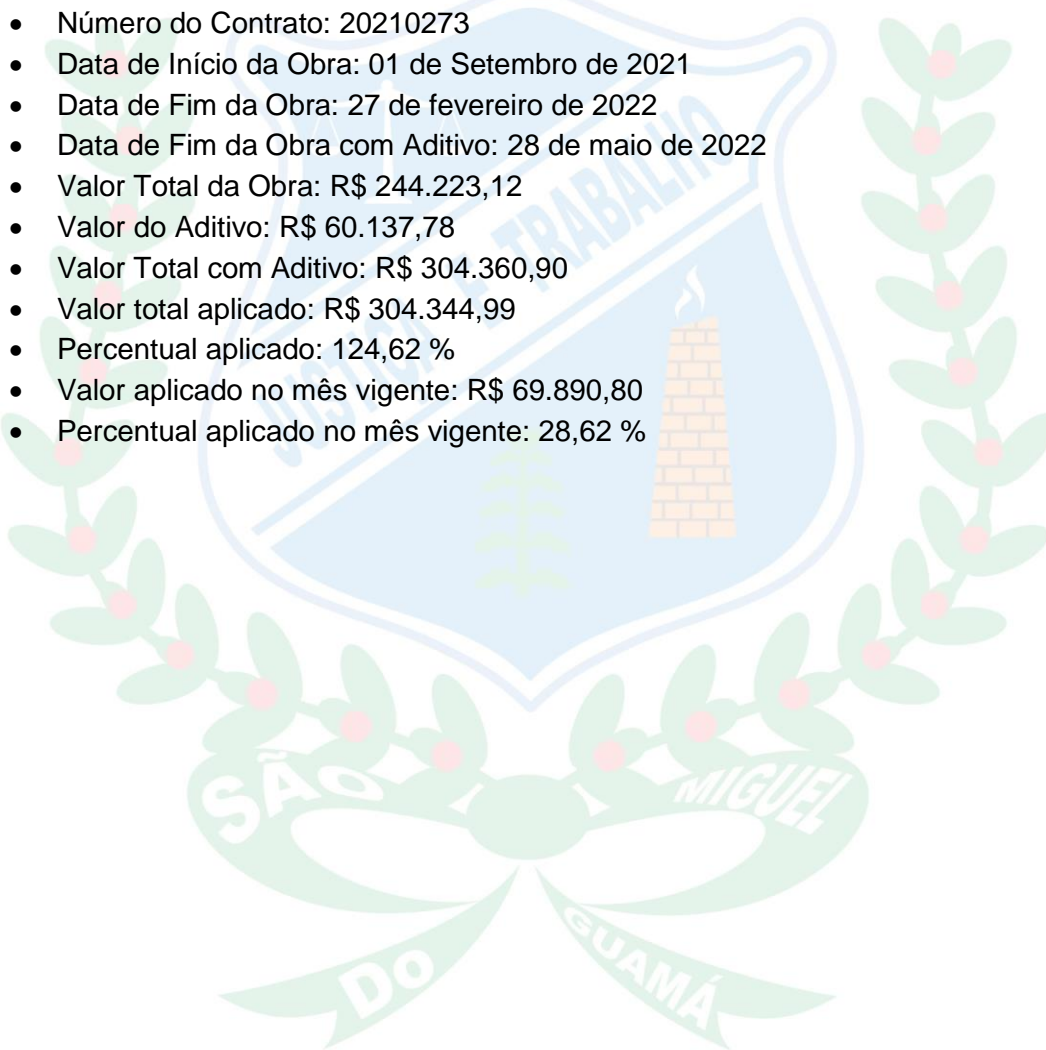 • Número do Contrato: 20210273
• Data de Início da Obra: 01 de Setembro de 2021
• Data de Fim da Obra: 27 de fevereiro de 2022
• Data de Fim da Obra com Aditivo: 28 de maio de 2022
• Valor Total da Obra: R$ 244.223,12
• Valor do Aditivo: R$ 60.137,78
• Valor Total com Aditivo: R$ 304.360,90
• Valor total aplicado: R$ 304.344,99
• Percentual aplicado: 124,62 %
• Valor aplicado no mês vigente: R$ 69.890,80
• Percentual aplicado no mês vigente: 28,62 %
JUSTIÇA E TRABALHO
SÃO MIGUEL
DO GUAMÁ